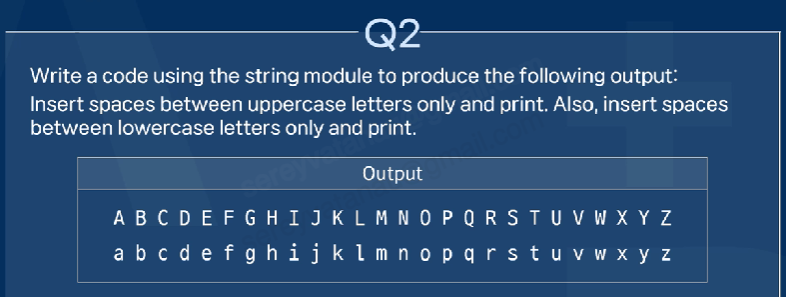 Q2
Write a code using the string module to produce the following output:
Insert spaces between uppercase letters only and print. Also, insert spaces
between lowercase letters only and print.
Output
A B C D E F G H I J K L M N O P Q R S T U V W X Y Z
a b c d e f g h i j k l m n o p q r s t u v w x y z